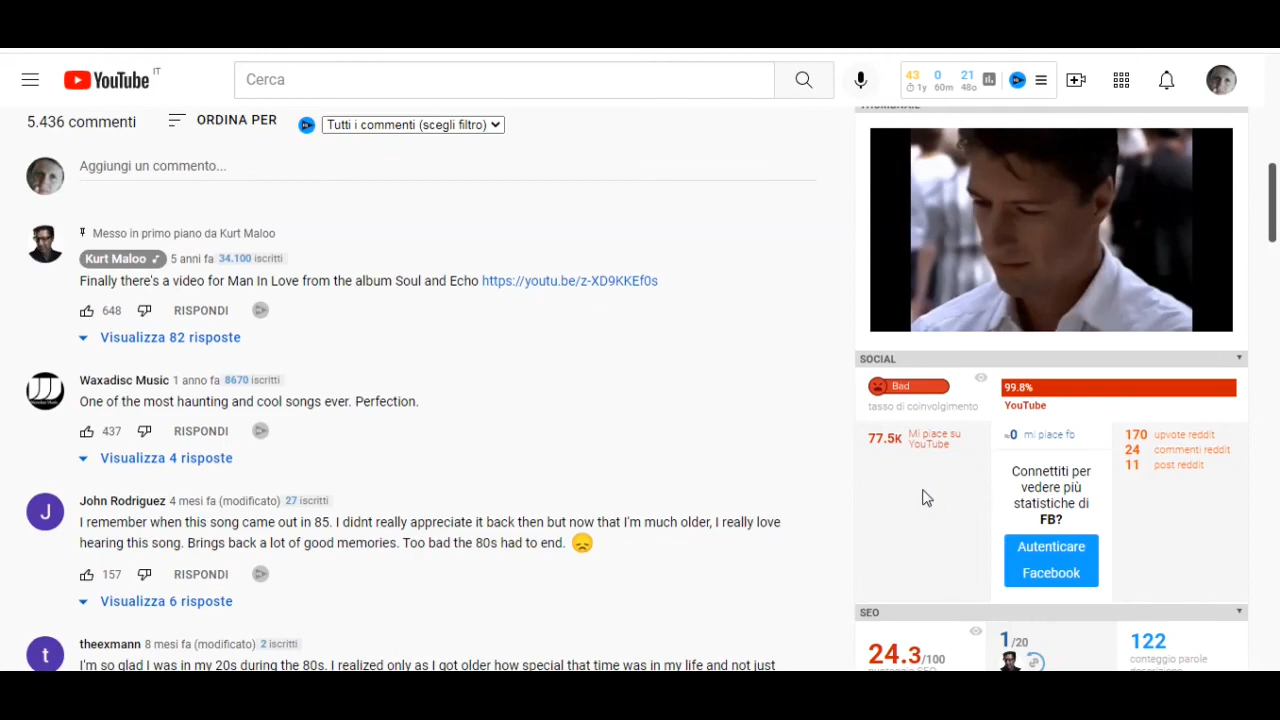 YouTube IT
Cerca
43 0 21
1y 60m 48o
5.436 commenti
ORDINA PER
Tutti i commenti (scegli filtro)
Aggiungi un commento...
Messo in primo piano da Kurt Maloo
Kurt Maloo 5 anni fa 34.100 iscritti
Finally there's a video for Man In Love from the album Soul and Echo https://youtu.be/z-XD9KKEf0s
648 RISPONDI
Visualizza 82 risposte
Waxadisc Music 1 anno fa 8670 iscritti
One of the most haunting and cool songs ever. Perfection.
437 RISPONDI
Visualizza 4 risposte
J
John Rodriguez 4 mesi fa (modificato) 27 iscritti
I remember when this song came out in 85. I didnt really appreciate it back then but now that I'm much older, I really love
hearing this song. Brings back a lot of good memories. Too bad the 80s had to end.
157 RISPONDI
Visualizza 6 risposte
t
theexmann 8 mesi fa (modificato) 2 iscritti
I'm so glad I was in my 20s during the 80s. I realized only as I got older how special that time was in my life and not just
THUMBNAIL
SOCIAL
Bad
tasso di coinvolgimento
99.8%
YouTube
77.5K Mi piace su
YouTube
≈0 mi piace fb
Connettiti per
vedere più
statistiche di
FB?
Autenticare
Facebook
170 upvote reddit
24 commenti reddit
11 post reddit
SEO
24.3/100
punteggio SEO
1/20
122
conteggio parole
descrizione